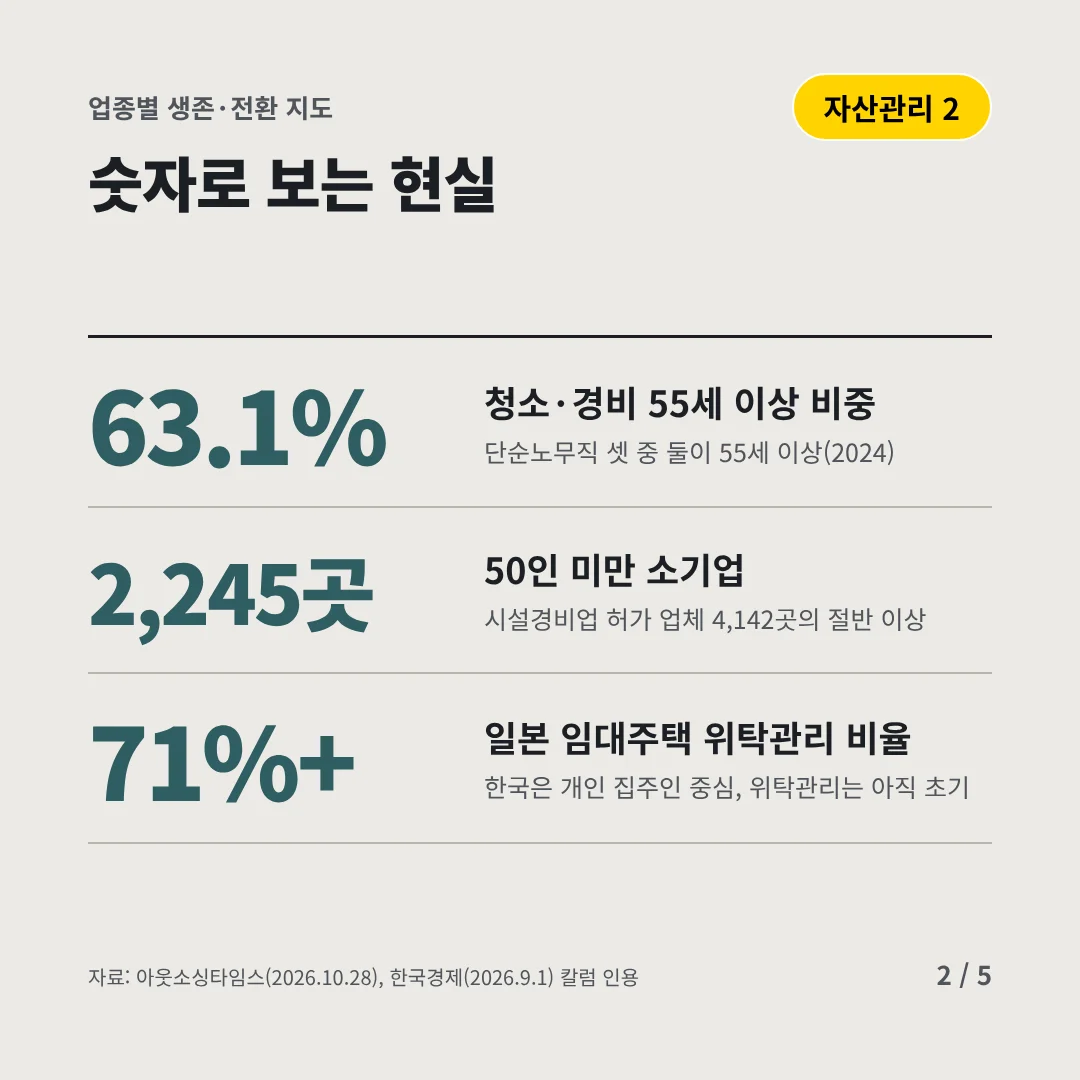 업종별 생존·전환 지도
자산관리 2
숫자로 보는 현실
63.1%
청소·경비 55세 이상 비중
단순노무직 셋 중 둘이 55세 이상(2024)
2,245곳
50인 미만 소기업
시설경비업 허가 업체 4,142곳의 절반 이상
71%+
일본 임대주택 위탁관리 비율
한국은 개인 집주인 중심, 위탁관리는 아직 초기
자료: 아웃소싱타임스(2026.10.28), 한국경제(2026.9.1) 칼럼 인용
2 / 5